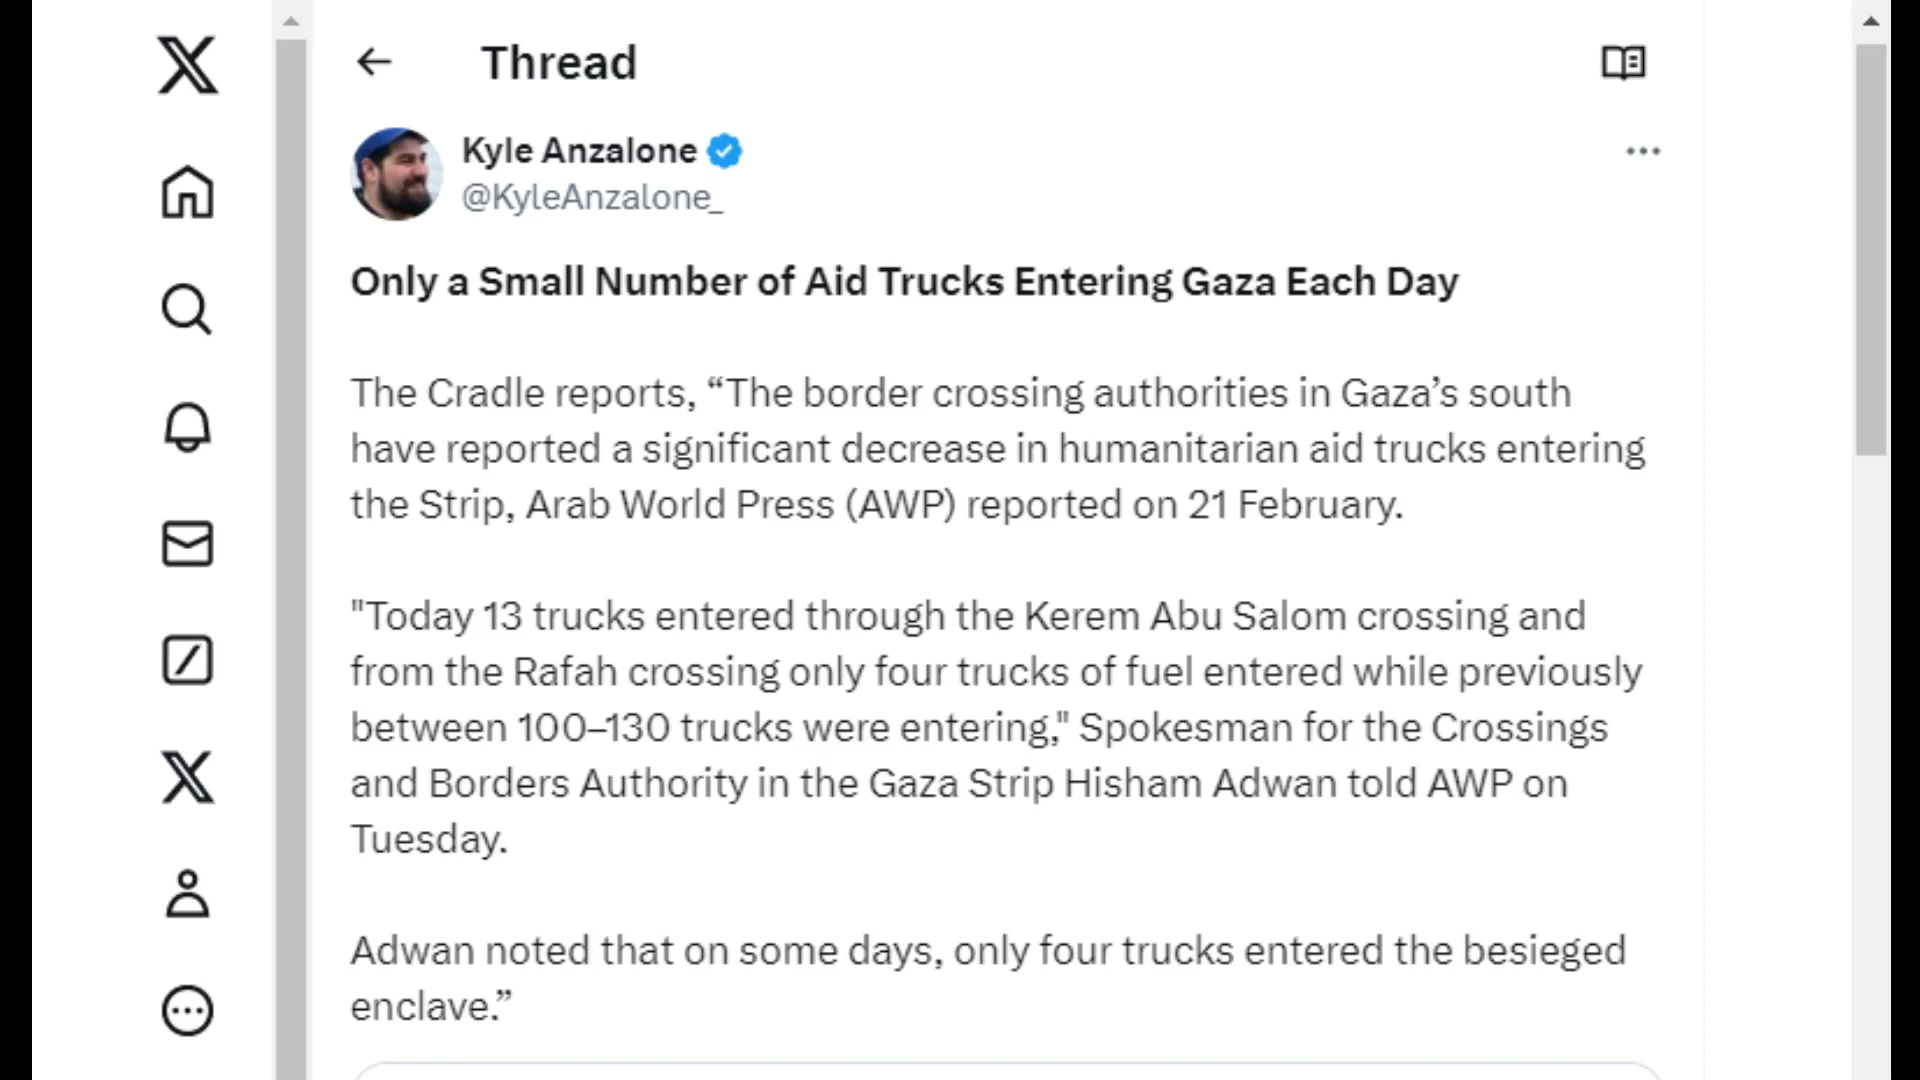 Thread
Kyle Anzalone
@KyleAnzalone_
Only a Small Number of Aid Trucks Entering Gaza Each Day
The Cradle reports, “The border crossing authorities in Gaza’s south
have reported a significant decrease in humanitarian aid trucks entering
the Strip, Arab World Press (AWP) reported on 21 February.
"Today 13 trucks entered through the Kerem Abu Salom crossing and
from the Rafah crossing only four trucks of fuel entered while previously
between 100–130 trucks were entering," Spokesman for the Crossings
and Borders Authority in the Gaza Strip Hisham Adwan told AWP on
Tuesday.
Adwan noted that on some days, only four trucks entered the besieged
enclave.”